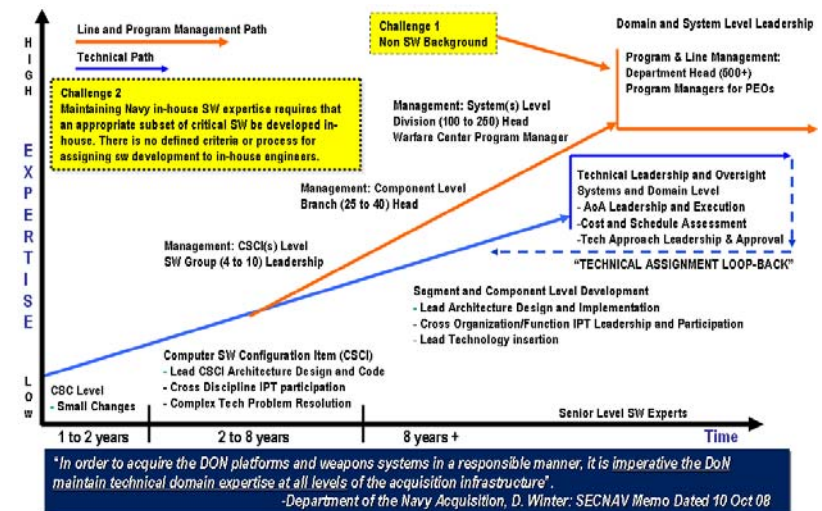 HIGH
EXPERTISE
LOW
Line and Program Management Path
Technical Path
Challenge 2
Maintaining Navy in-house SW expertise requires that
an appropriate subset of critical SW be developed in-
house. There is no defined criteria or process for
assigning sw development to in-house engineers.
Challenge 1
Non SW Background
Domain and System Level Leadership
Program & Line Management:
Department Head (500+)
Program Managers for PEOs
Management: System(s) Level
Division (100 to 250) Head
Warfare Center Program Manager
Management: Component Level
Branch (25 to 40) Head
Management: CSCI(s) Level
SW Group (4 to 10) Leadership
Technical Leadership and Oversight
Systems and Domain Level
- AoA Leadership and Execution
-Cost and Schedule Assessment
-Tech Approach Leadership & Approval
"TECHNICAL ASSIGNMENT LOOP-BACK"
Segment and Component Level Development
- Lead Architecture Design and Implementation
- Cross Organization/Function IPT Leadership and Participation
- Lead Technology insertion
Computer SW Configuration Item (CSCI)
- Lead CSCI Architecture Design and Code
- Cross Discipline IPT participation
- Complex Tech Problem Resolution
CSC Level
- Small Changes
Senior Level SW Experts
1 to 2 years
2 to 8 years
8 years +
Time
"In order to acquire the DON platforms and weapons systems in a responsible manner, it is imperative the DoN
maintain technical domain expertise at all levels of the acquisition infrastructure".
-Department of the Navy Acquisition, D. Winter: SECNAV Memo Dated 10 Oct 08